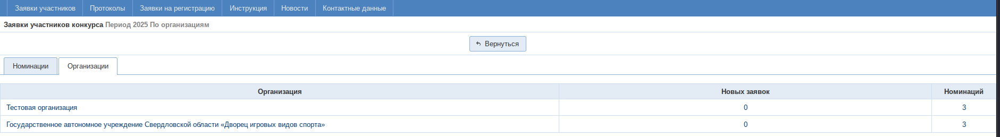 Заявки участников Протоколы Заявки на регистрацию Инструкция Новости Контактные данные
Заявки участников конкурса Период 2025 По организациям
Вернуться
Номинации Организации
Организация Новых заявок Номинаций
Тестовая организация 0 3
Государственное автономное учреждение Свердловской области «Дворец игровых видов спорта» 0 3